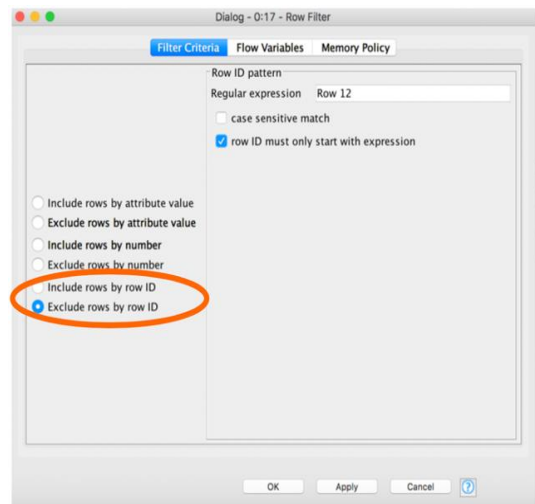 Dialog - 0:17 - Row Filter
Filter Criteria Flow Variables Memory Policy
Row ID pattern
Regular expression Row 12
case sensitive match
row ID must only start with expression
Include rows by attribute value
Exclude rows by attribute value
Include rows by number
Exclude rows by number
Include rows by row ID
Exclude rows by row ID
OK Apply Cancel ?